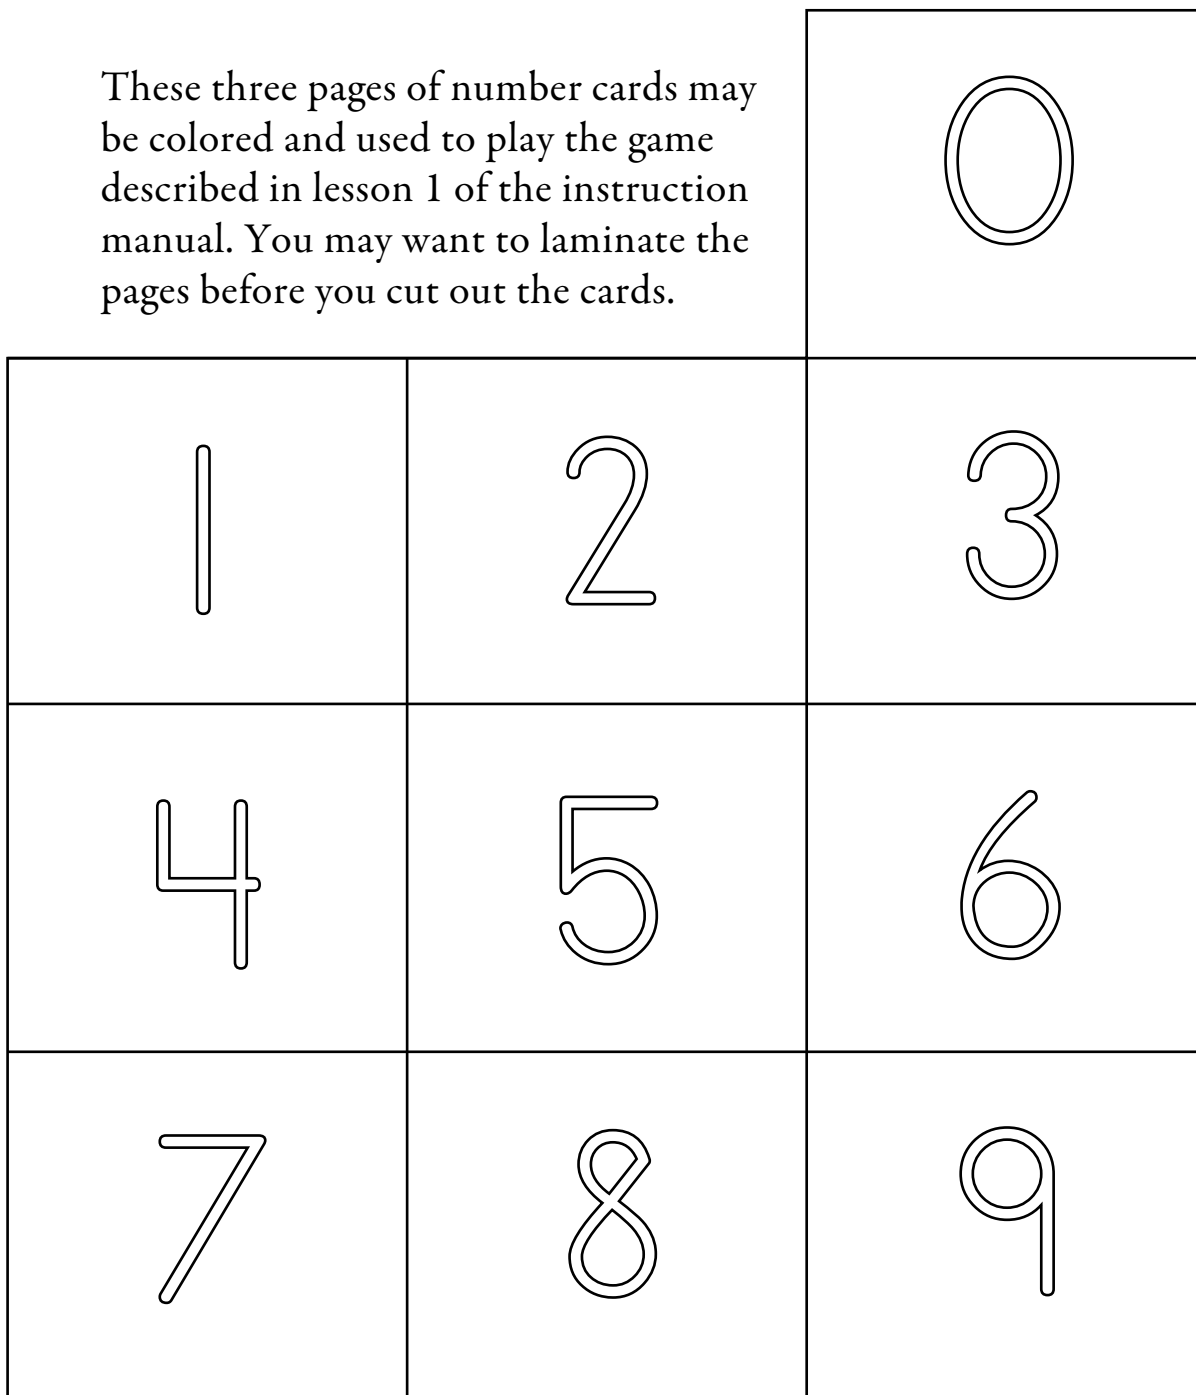 These three pages of number cards may
be colored and used to play the game
described in lesson 1 of the instruction
manual. You may want to laminate the
pages before you cut out the cards.
0
1 2 3
4 5 6
7 8 9